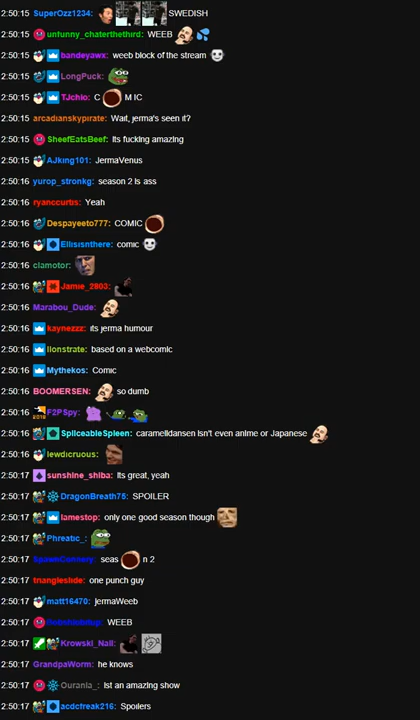 2:50:15 SuperOzz1234: SWEDISH
2:50:15 unfunny_chaterthethird: WEEB
2:50:15 bandeyawx: weeb block of the stream
2:50:15 LongPuck:
2:50:15 TJchio: C M IC
2:50:15 arcadianskypirate: Wait, jerma's seen it?
2:50:15 SheefEatsBeef: Its fucking amazing
2:50:15 AJking101: JermaVenus
2:50:16 yurop_strongkg: season 2 is ass
2:50:16 ryanccurtis: Yeah
2:50:16 Despayeeto777: COMIC
2:50:16 Ellisisnthere: comic
2:50:16 clamotor:
2:50:16 Jamie_2803:
2:50:16 Marabou_Dude:
2:50:16 kaynezzz: its jerma humour
2:50:16 lionstrate: based on a webcomic
2:50:16 Mythekos: Comic
2:50:16 BOOMERSEN: so dumb
2:50:16 F2PSpy:
2:50:16 SpliceableSpleen: caramelldansen isn't even anime or Japanese
2:50:16 lewdicruous:
2:50:17 sunshine_shiba: Its great, yeah
2:50:17 DragonBreath75: SPOILER
2:50:17 lamestop: only one good season though
2:50:17 Phreatic_:
2:50:17 seas n 2
2:50:17 triangleslide: one punch guy
2:50:17 matt16470: jermaWeeb
2:50:17 WEEB
2:50:17 Krowski_Nall:
2:50:17 GrandpaWorm: he knows
2:50:17 Ourania_: ist an amazing show
2:50:17 acdcfreak216: Spoilers